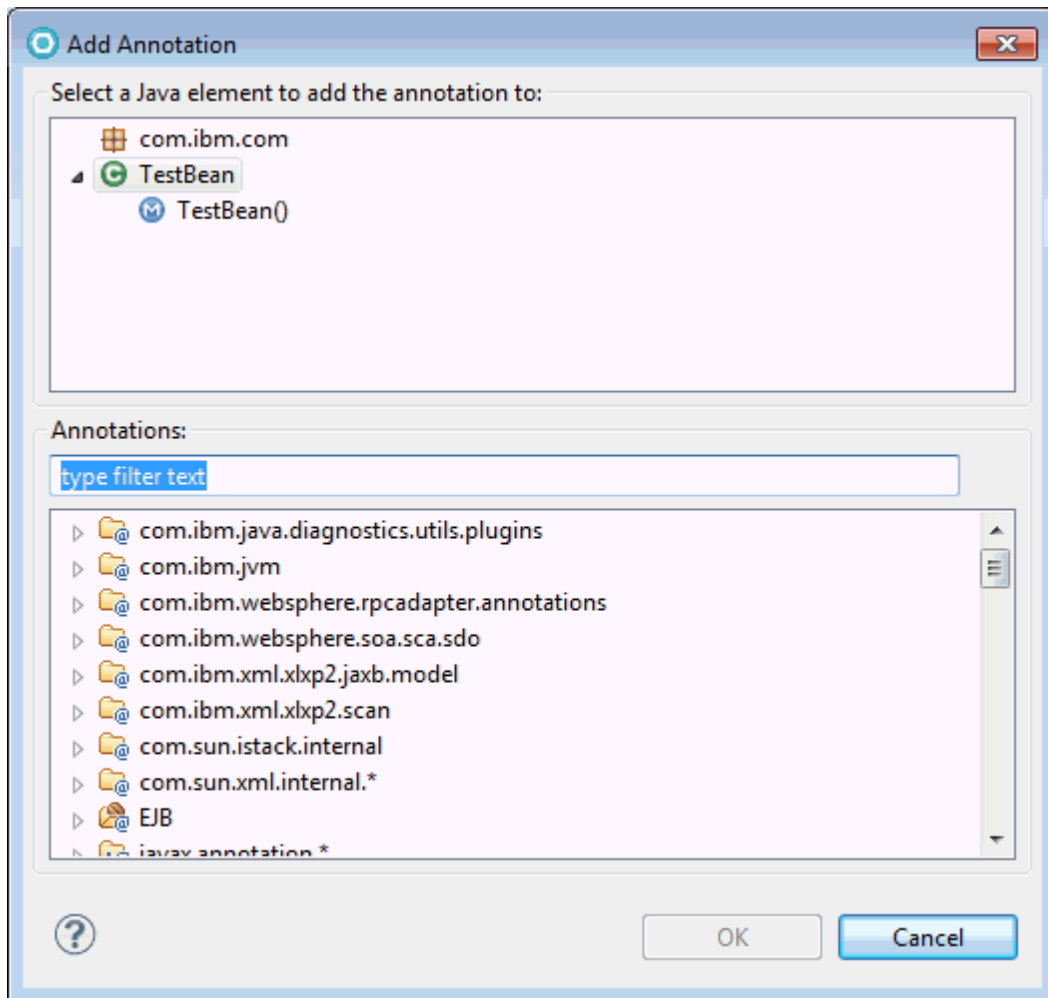 Add Annotation
Select a Java element to add the annotation to:
com.ibm.com
TestBean
TestBean()
Annotations:
type filter text
com.ibm.java.diagnostics.utils.plugins
com.ibm.jvm
com.ibm.websphere.rpcadapter.annotations
com.ibm.websphere.soa.sca.sdo
com.ibm.xml.xlxp2.jaxb.model
com.ibm.xml.xlxp2.scan
com.sun.istack.internal
com.sun.xml.internal.*
EJB
javax.annotation.*
OK Cancel